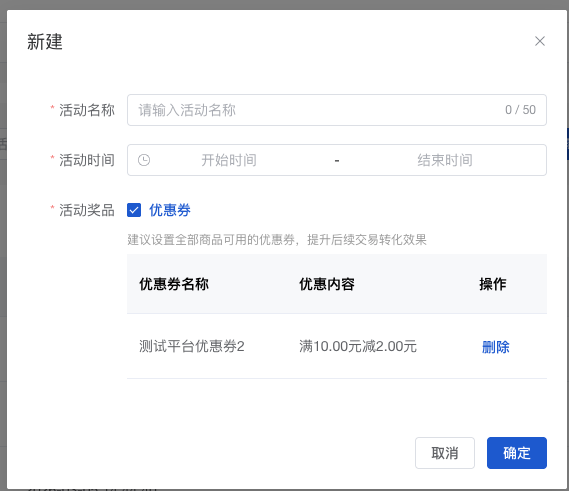 新建
* 活动名称 请输入活动名称 0 / 50
* 活动时间 开始时间 - 结束时间
* 活动奖品 优惠券
建议设置全部商品可用的优惠券，提升后续交易转化效果
优惠券名称 优惠内容 操作
测试平台优惠券2 满10.00元减2.00元 删除
取消 确定